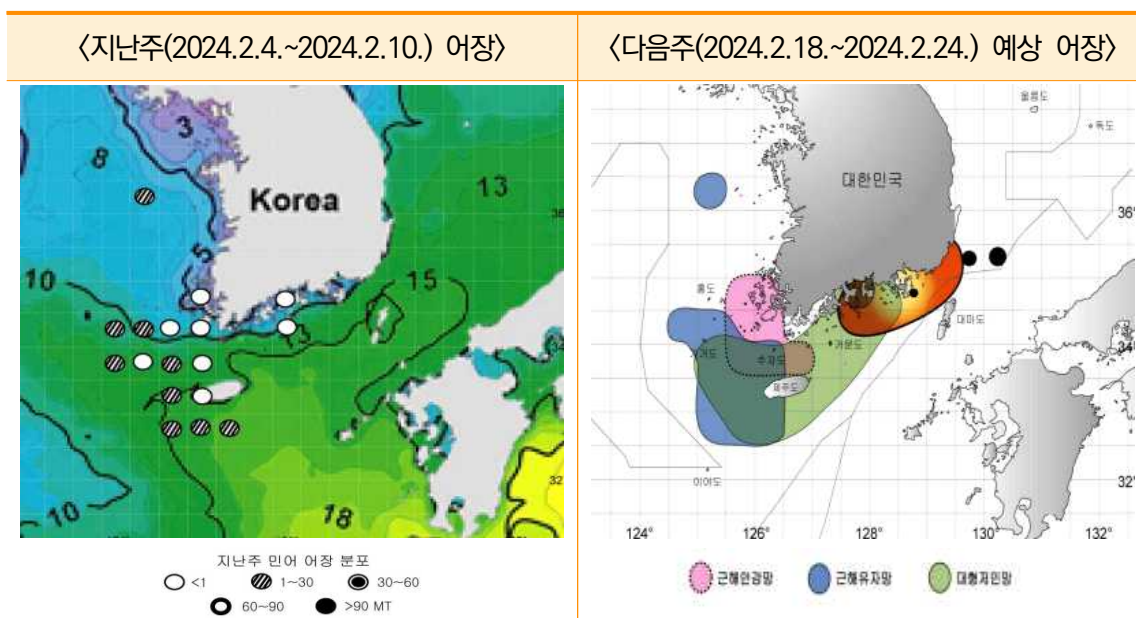 <지난주(2024.2.4.~2024.2.10.) 어장>
<다음주(2024.2.18.~2024.2.24.) 예상 어장>
3
8
Korea
13
36
5
10
15
13
34
32
10
18
지난주 민어 어장 분포
<1
1~30
30~60
60~90
>90 MT
울릉도
독도
대한민국
36°
홍도
대마도
거문도
34°
추자도
제주도
이어도
32°
124°
126°
128°
130°
132°
근해안강망
근해유자망
대형저인망